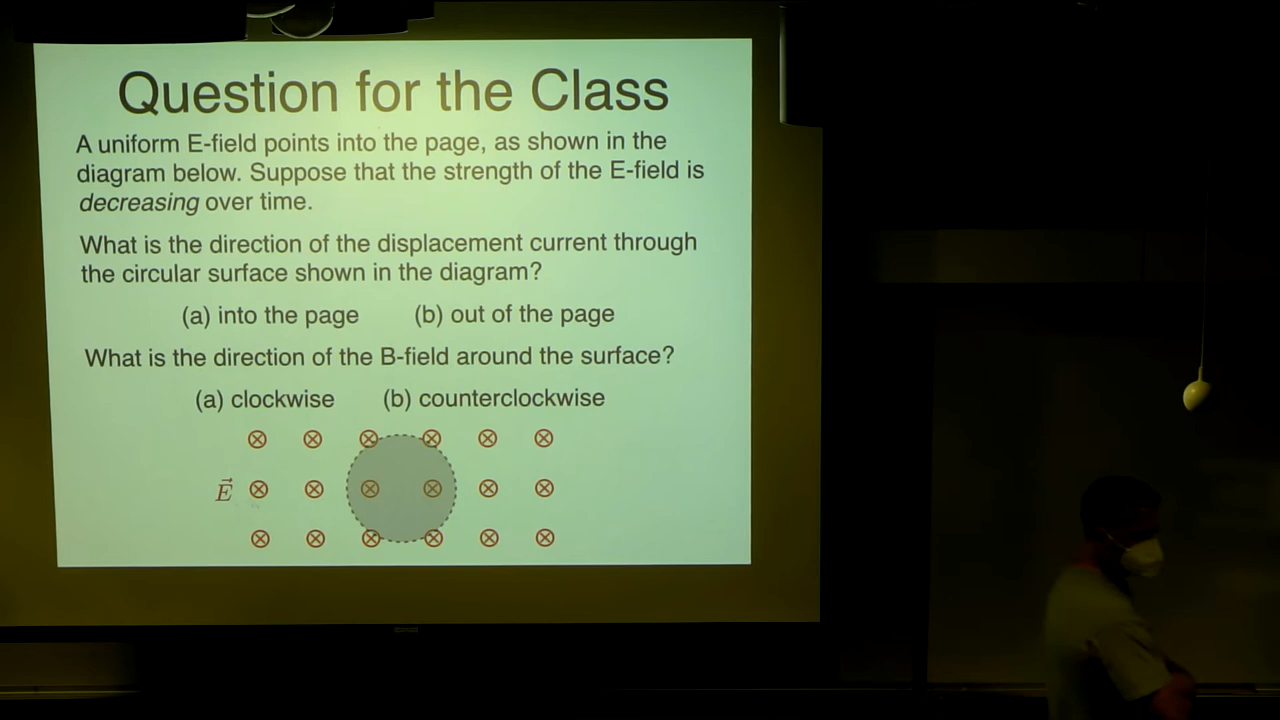 Question for the Class
A uniform E-field points into the page, as shown in the
diagram below. Suppose that the strength of the E-field is
decreasing over time.
What is the direction of the displacement current through
the circular surface shown in the diagram?
(a) into the page (b) out of the page
What is the direction of the B-field around the surface?
(a) clockwise (b) counterclockwise
E⃗